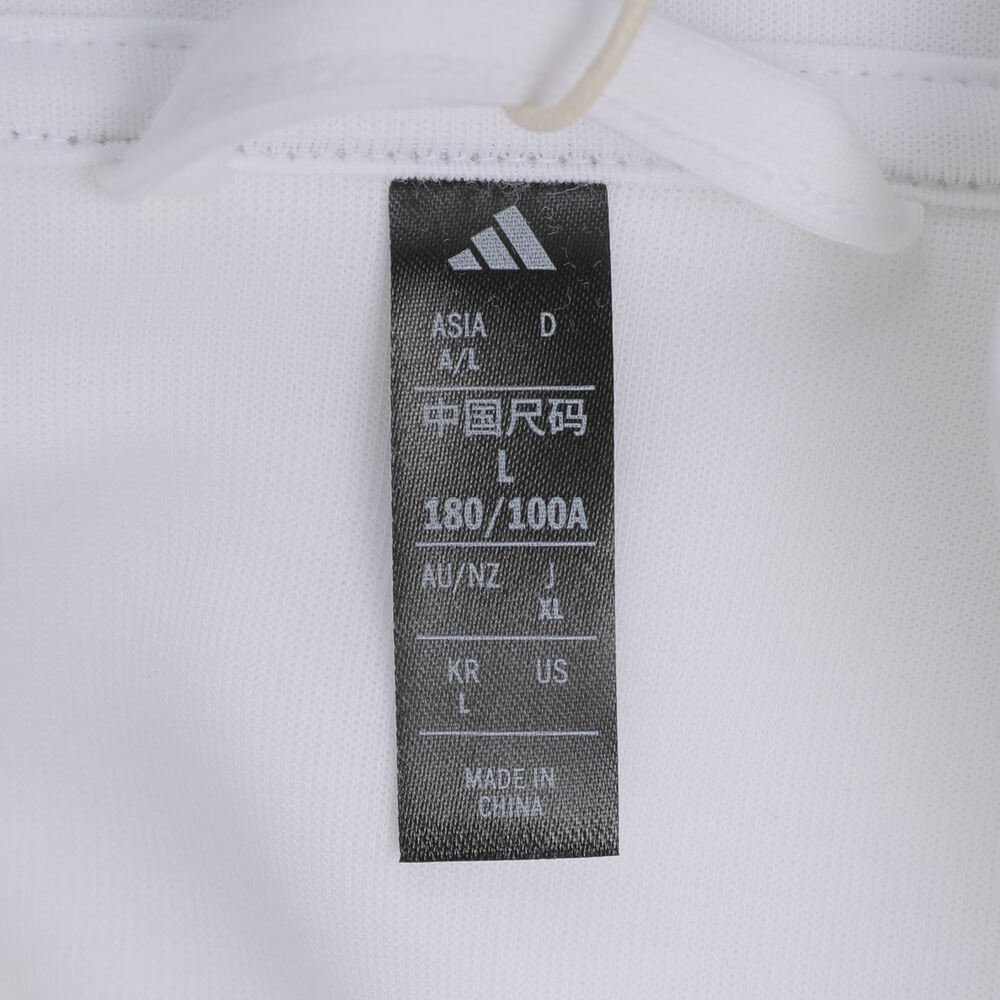 ASIA D
A/L
中国尺码
L
180/100A
AU/NZ J
XL
KR US
L
MADE IN
CHINA